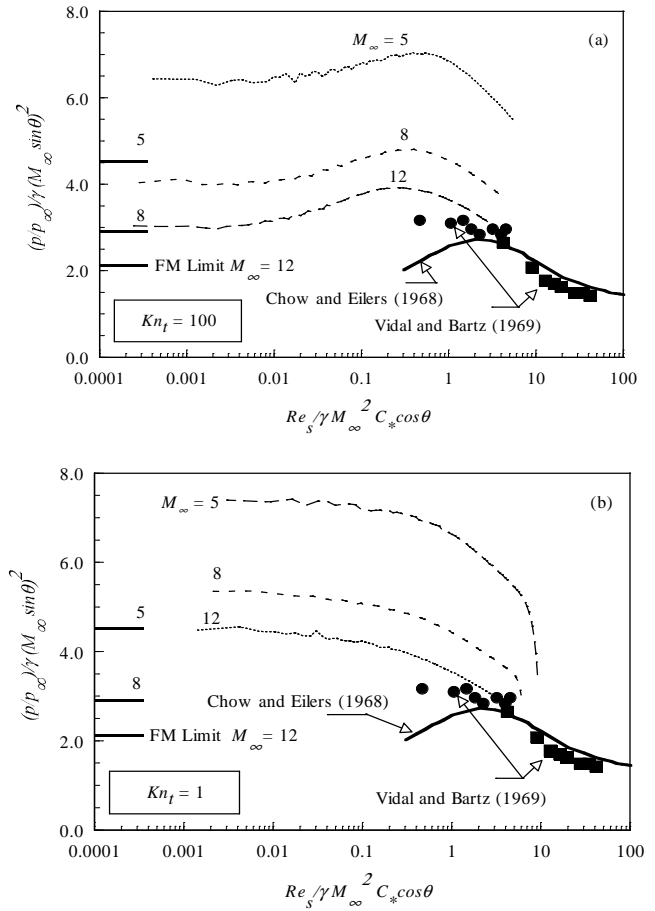 8.0
(a)
M∞ = 5
6.0
(p/p∞)/γ(M∞ sinθ)²
5
8
4.0
12
8
FM Limit M∞ = 12
2.0
Chow and Eilers (1968)
Vidal and Bartz (1969)
Knt = 100
0.0
0.0001 0.001 0.01 0.1 1 10 100
Res/γM∞² C* cosθ
8.0
M∞ = 5
(b)
6.0
(p/p∞)/γ(M∞ sinθ)²
8
5
12
4.0
8
Chow and Eilers (1968)
2.0
FM Limit M∞ = 12
Vidal and Bartz (1969)
Knt = 1
0.0
0.0001 0.001 0.01 0.1 1 10 100
Res/γM∞² C* cosθ